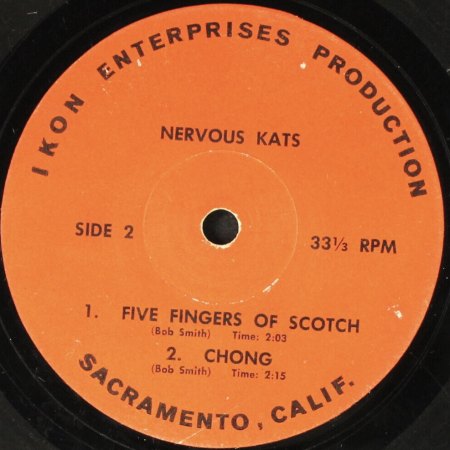 IKON ENTERPRISES PRODUCTION
NERVOUS KATS
SIDE 2
33⅓ RPM
1. FIVE FINGERS OF SCOTCH
(Bob Smith) Time: 2:03
2. CHONG
(Bob Smith) Time: 2:15
SACRAMENTO, CALIF.